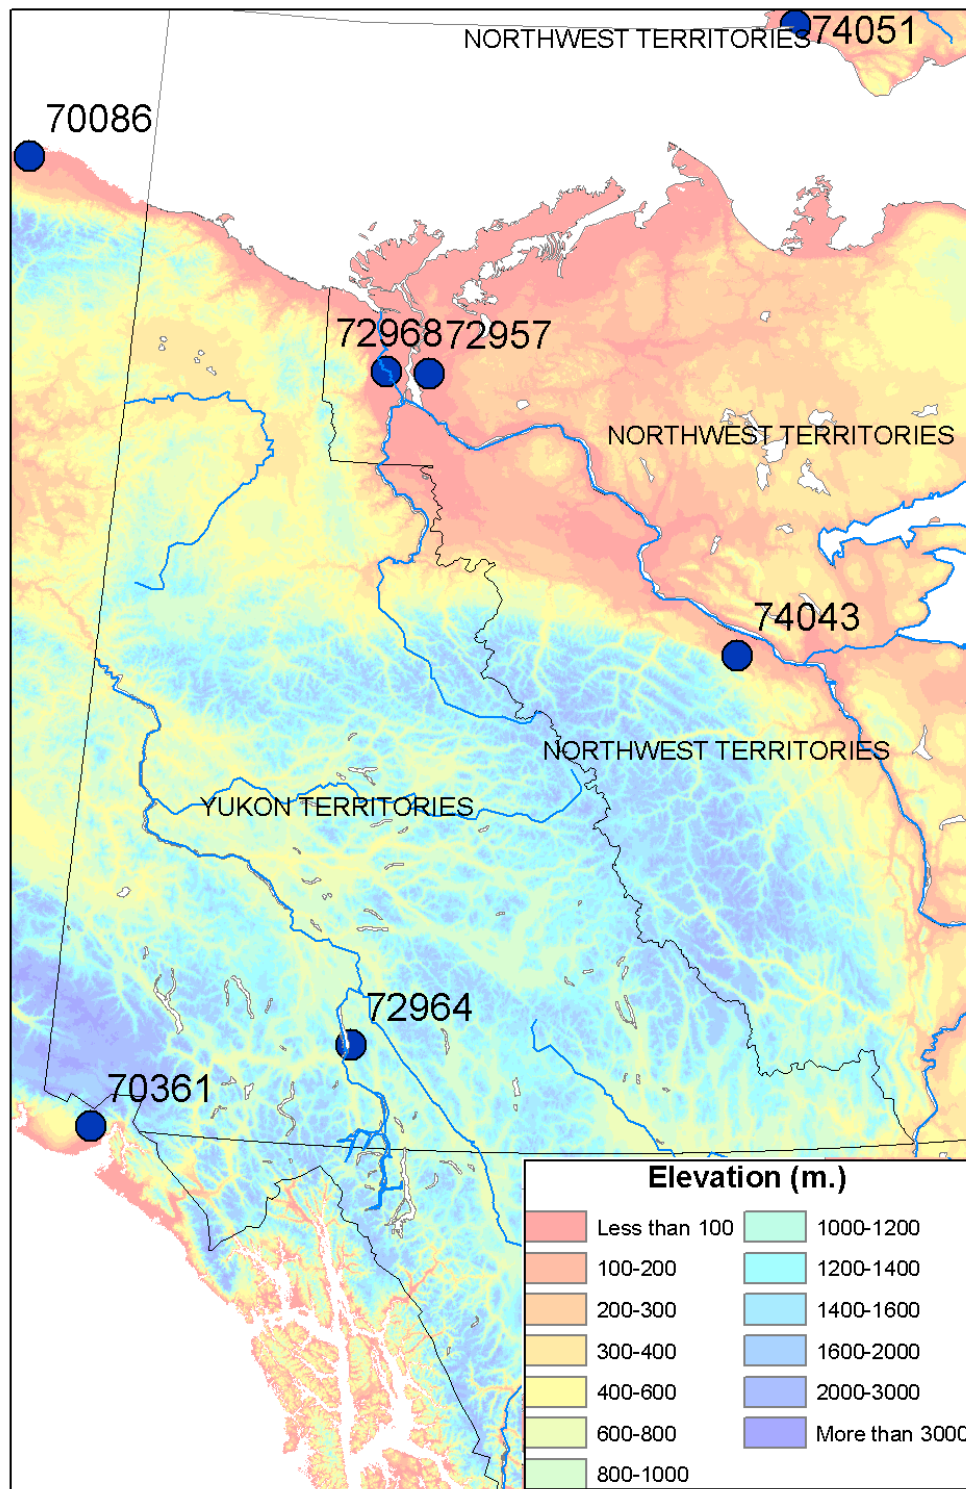 NORTHWEST TERRITORIES
74051
70086
72968
72957
NORTHWEST TERRITORIES
74043
NORTHWEST TERRITORIES
YUKON TERRITORIES
72964
70361
Elevation (m.)
Less than 100
100-200
200-300
300-400
400-600
600-800
800-1000
1000-1200
1200-1400
1400-1600
1600-2000
2000-3000
More than 3000